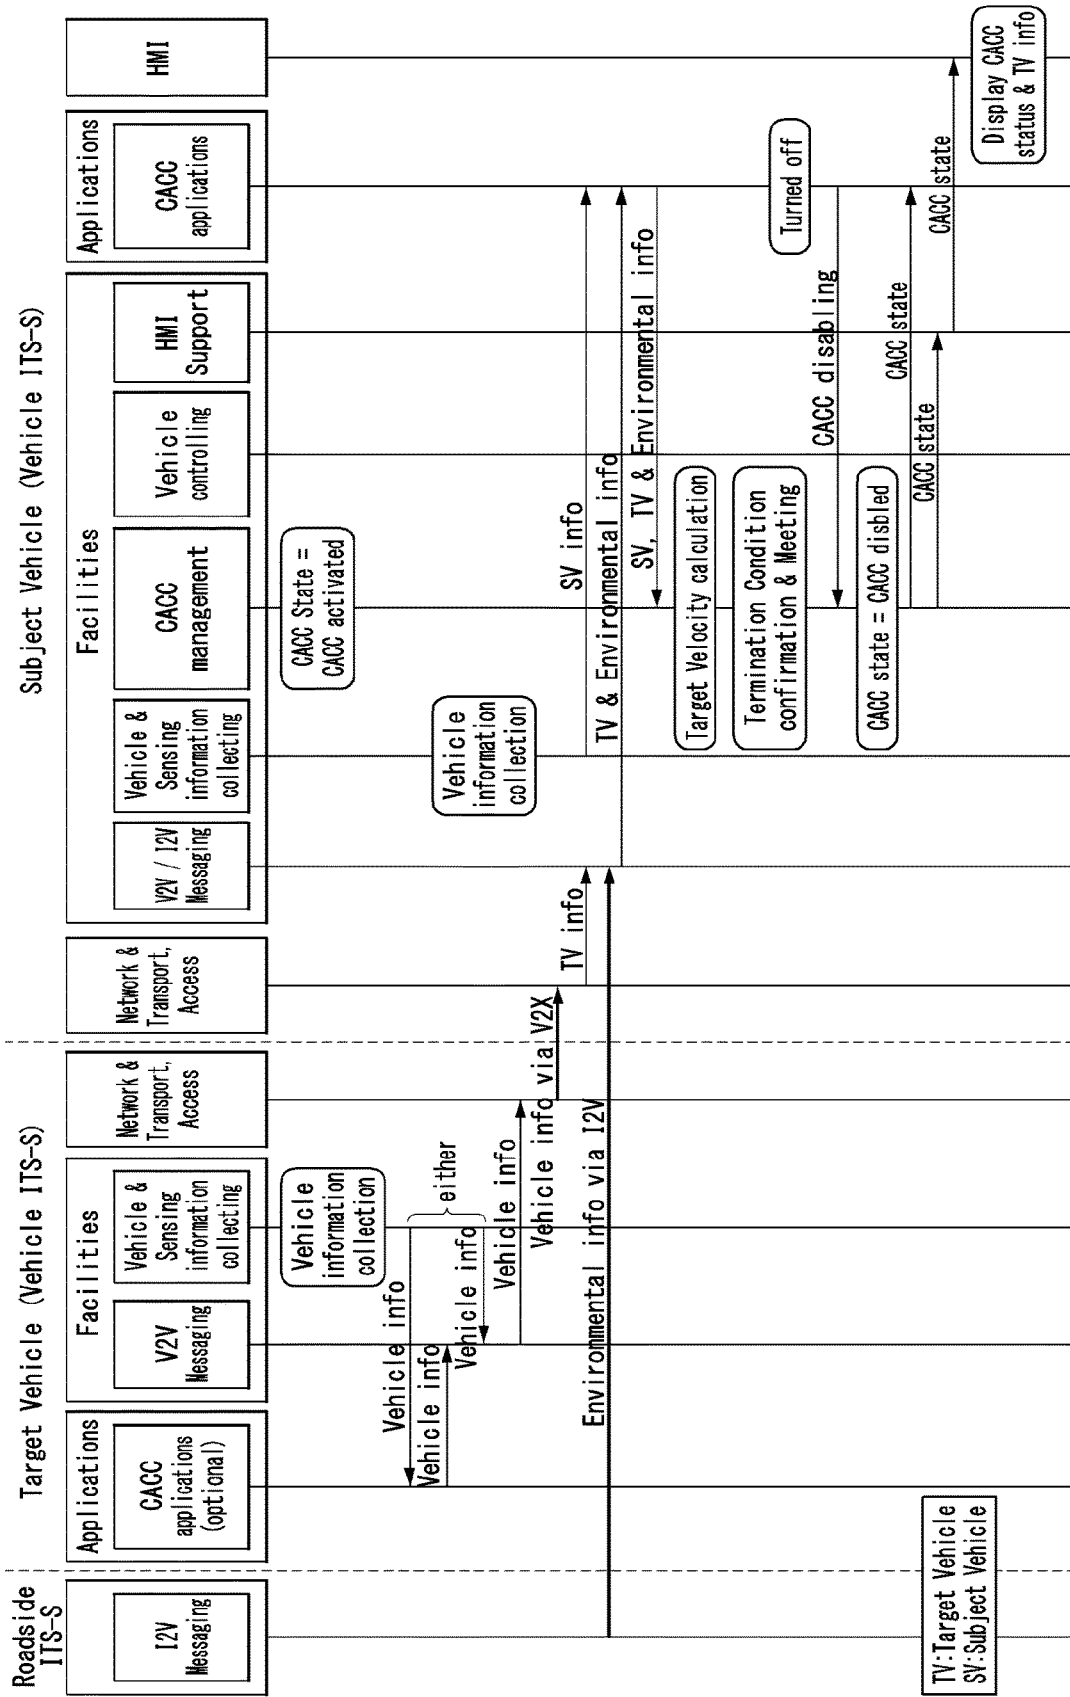 Roadside
ITS-S
Target Vehicle (Vehicle ITS-S)
Subject Vehicle (Vehicle ITS-S)
I2V
Messaging
Applications
CACC
applications
(optional)
Facilities
V2V
Messaging
Vehicle &
Sensing
information
collecting
Network &
Transport,
Access
Network &
Transport,
Access
Facilities
V2V / I2V
Messaging
Vehicle &
Sensing
information
collecting
CACC
management
Vehicle
controlling
HMI
Support
Applications
CACC
applications
HMI
Vehicle
information
collection
CACC State =
CACC activated
Vehicle info
either
Vehicle info
Vehicle info
Vehicle
information
collection
Vehicle info
Vehicle info via V2X
TV info
SV info
Environmental info via I2V
TV & Environmental info
SV, TV & Environmental info
Target Velocity calculation
Termination Condition
confirmation & Meeting
Turned off
CACC disabling
CACC state = CACC disbled
CACC state
CACC state
CACC state
Display CACC
status & TV info
TV:Target Vehicle
SV:Subject Vehicle